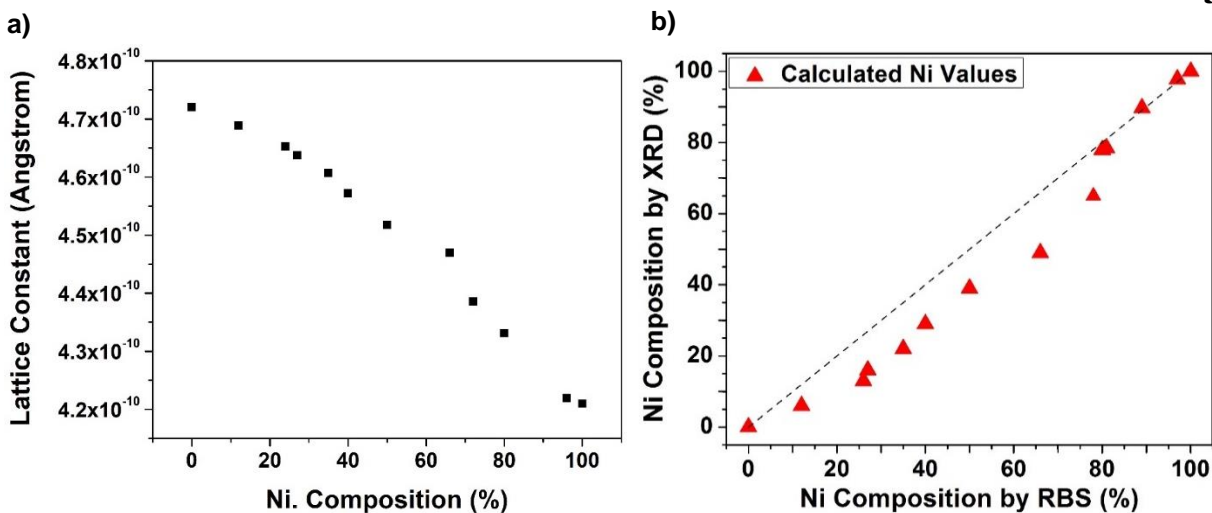 a)
Lattice Constant (Angstrom)
4.8x10⁻¹⁰
4.7x10⁻¹⁰
4.6x10⁻¹⁰
4.5x10⁻¹⁰
4.4x10⁻¹⁰
4.3x10⁻¹⁰
4.2x10⁻¹⁰
0 20 40 60 80 100
Ni. Composition (%)
b)
Ni Composition by XRD (%)
Calculated Ni Values
100
80
60
40
20
0
0 20 40 60 80 100
Ni Composition by RBS (%)